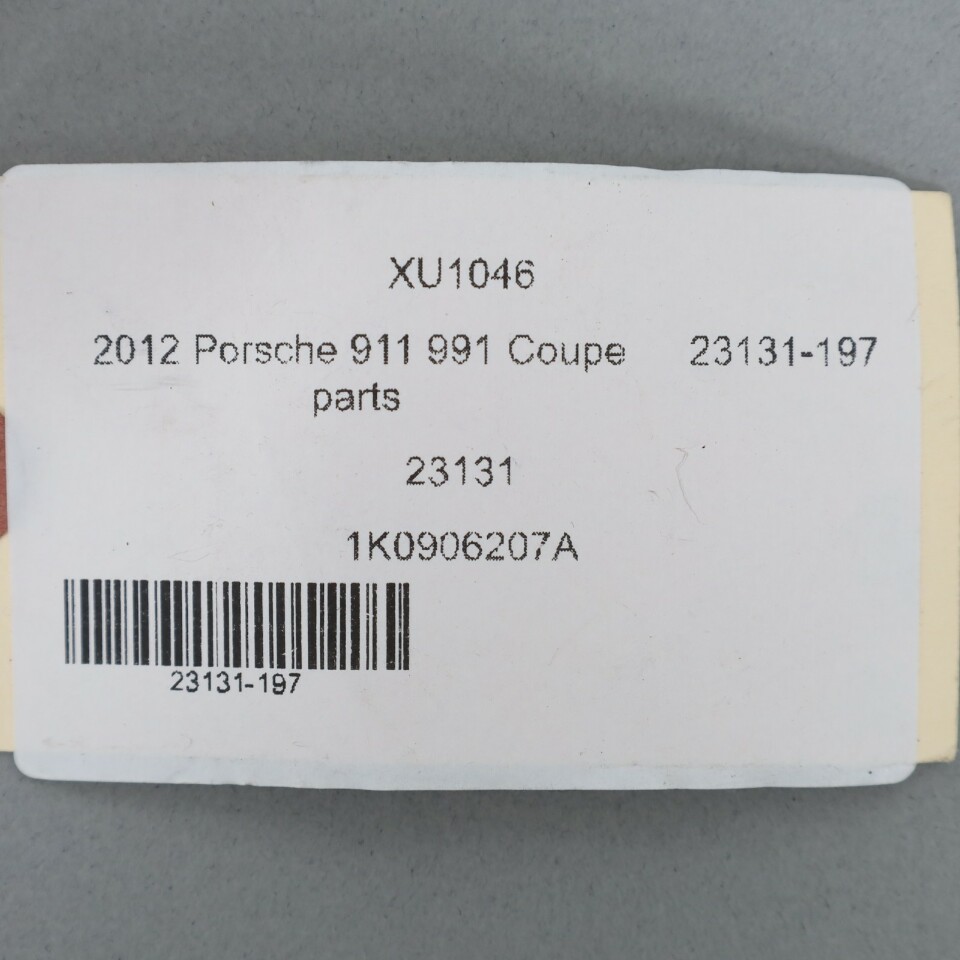 XU1046
2012 Porsche 911 991 Coupe 23131-197
parts
23131
1K0906207A
23131-197